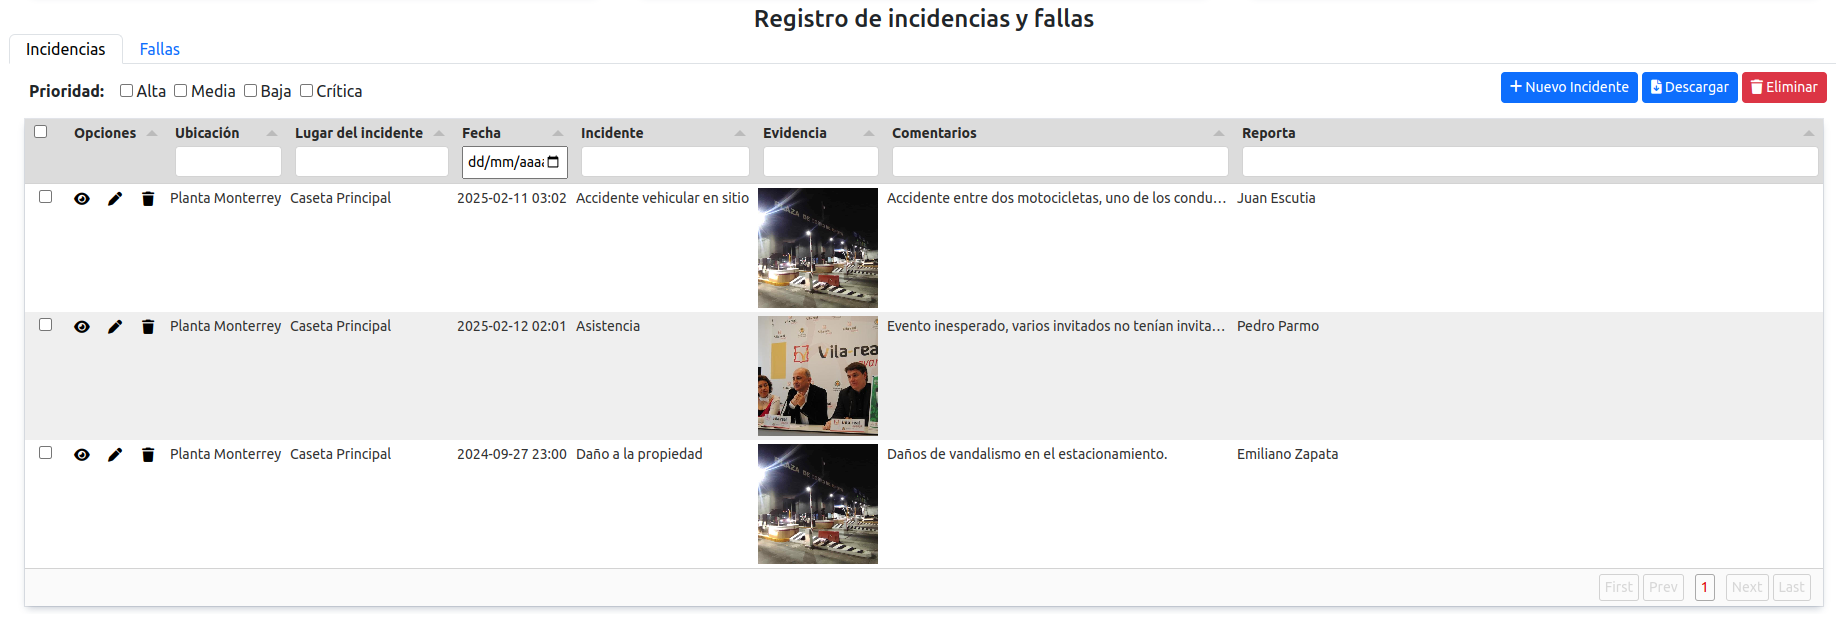 Registro de incidencias y fallas
Incidencias Fallas
Prioridad: Alta Media Baja Crítica
Nuevo Incidente Descargar Eliminar
Opciones Ubicación Lugar del incidente Fecha Incidente Evidencia Comentarios Reporta
dd/mm/aaaa
Planta Monterrey Caseta Principal 2025-02-11 03:02 Accidente vehicular en sitio Accidente entre dos motocicletas, uno de los condu... Juan Escutia
Planta Monterrey Caseta Principal 2025-02-12 02:01 Asistencia Evento inesperado, varios invitados no tenían invita... Pedro Parmo
Vila-rea
Planta Monterrey Caseta Principal 2024-09-27 23:00 Daño a la propiedad Daños de vandalismo en el estacionamiento. Emiliano Zapata
First Prev 1 Next Last